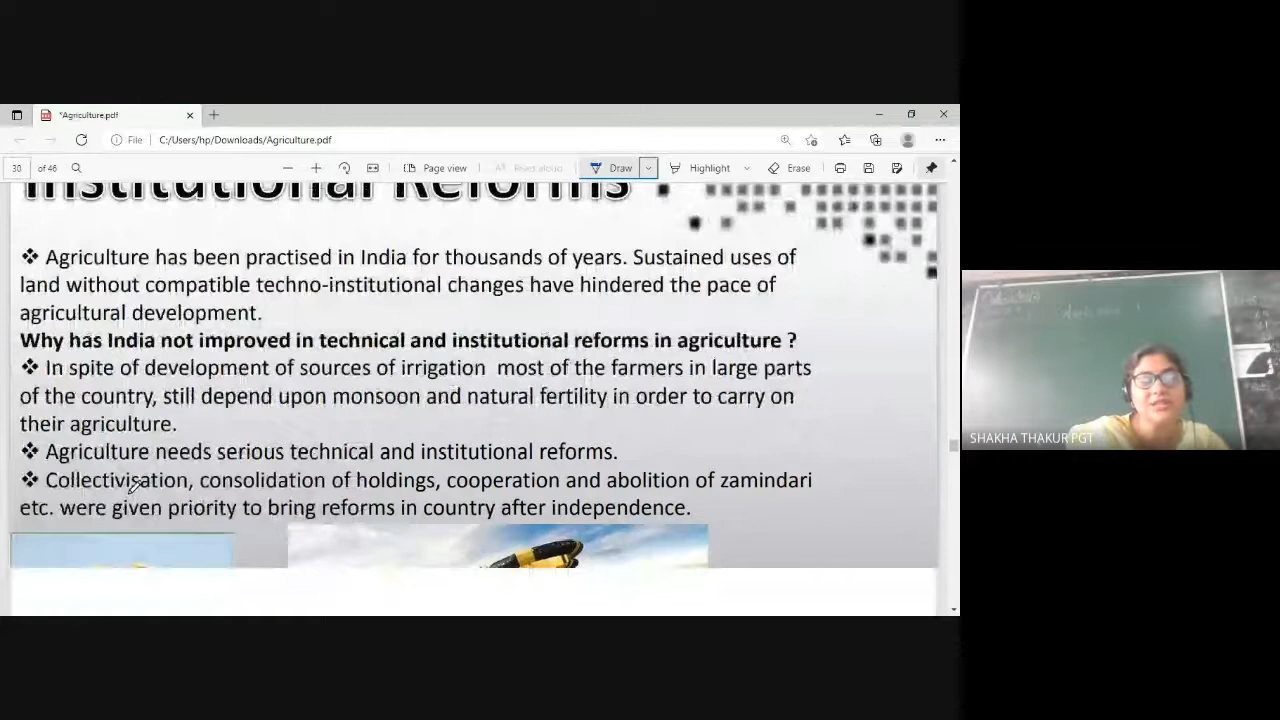 *Agriculture.pdf
File
C:/Users/hp/Downloads/Agriculture.pdf
30 of 46
Page view
Read aloud
Draw
Highlight
Erase
Institutional Reforms
❖ Agriculture has been practised in India for thousands of years. Sustained uses of
land without compatible techno-institutional changes have hindered the pace of
agricultural development.
Why has India not improved in technical and institutional reforms in agriculture ?
❖ In spite of development of sources of irrigation most of the farmers in large parts
of the country, still depend upon monsoon and natural fertility in order to carry on
their agriculture.
❖ Agriculture needs serious technical and institutional reforms.
❖ Collectivisation, consolidation of holdings, cooperation and abolition of zamindari
etc. were given priority to bring reforms in country after independence.
SHAKHA THAKUR PGT